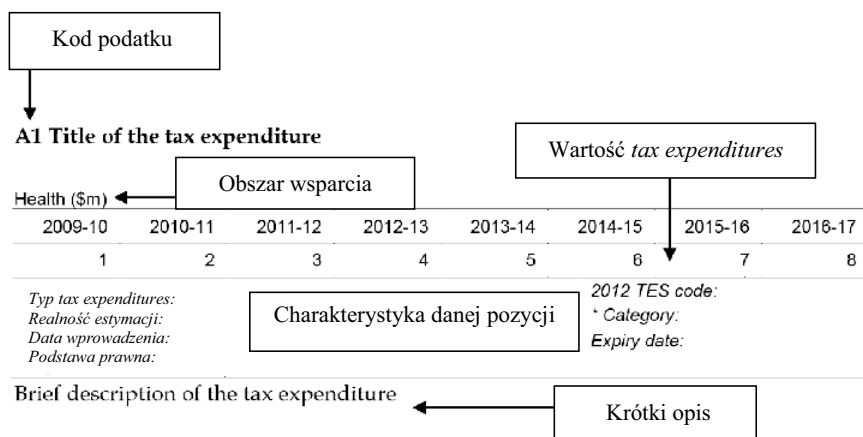 Kod podatku
A1 Title of the tax expenditure
Wartość tax expenditures
Obszar wsparcia
Health ($m)
2009-10 2010-11 2011-12 2012-13 2013-14 2014-15 2015-16 2016-17
1 2 3 4 5 6 7 8
Typ tax expenditures:
Realność estymacji:
Data wprowadzenia:
Podstawa prawna:
Charakterystyka danej pozycji
2012 TES code:
* Category:
Expiry date:
Brief description of the tax expenditure
Krótki opis